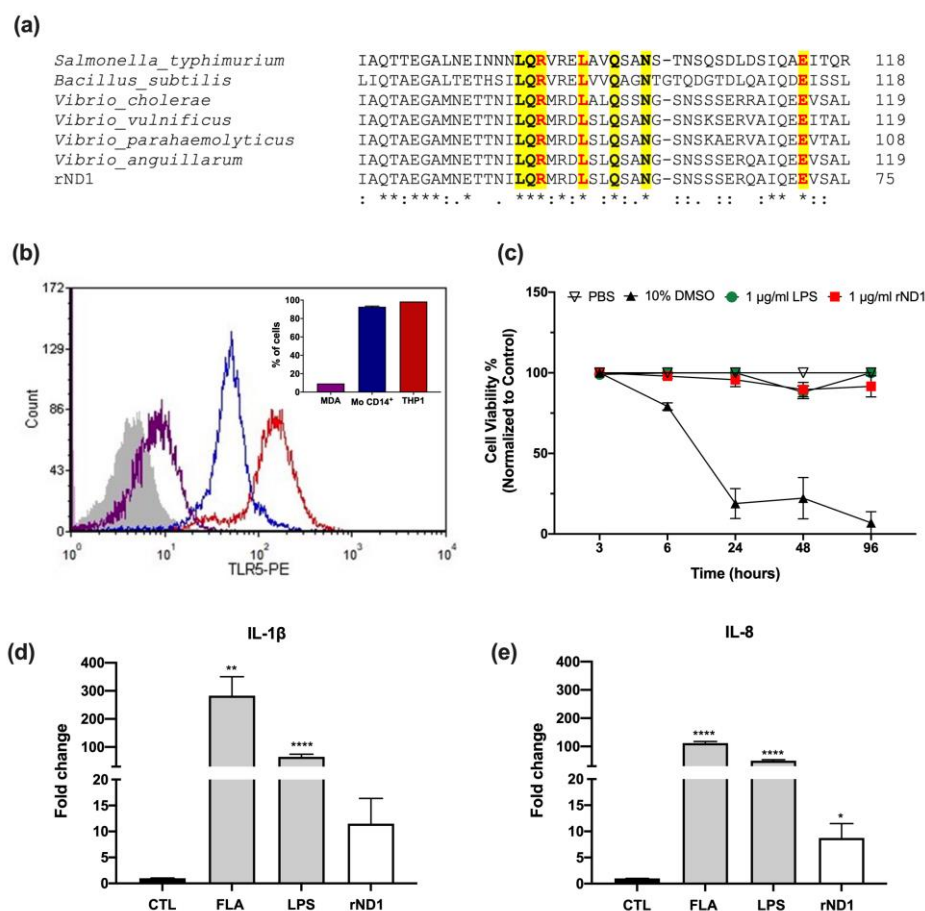 (a)
Salmonella_typhimurium IAQTTEGALNEINNNLQRVRELAVQSANS-TNSQSDLDSIQAEITQR 118
Bacillus_subtilis LIQTAEGALTETHSILQRVRELVVQAGNTGTQDGTDLQAIQDEISSL 118
Vibrio_cholerae IAQTAEGAMNETTNILQRMRDLALQSSNG-SNSSSERRAIQEEVSAL 119
Vibrio_vulnificus IAQTAEGAMNETTNILQRMRDLSLQSANG-SNSKSERVAIQEEITAL 119
Vibrio_parahaemolyticus IAQTAEGAMNETTNILQRMRDLSLQSANG-SNSKAERVAIQEEVTAL 108
Vibrio_anguillarum IAQTAEGAMNETTNILQRMRDLSLQSANG-SNSSSERQAIQEEVSAL 119
rND1 IAQTAEGAMNETTNILQRMRDLSLQSANG-SNSSSERQAIQEEVSAL 75
: **:***:.* . ***:*:* :*:.* ::. .:: :** *::
(b)
172
129
86
43
0
Count
10⁰ 10¹ 10² 10³ 10⁴
TLR5-PE
100
80
60
40
20
0
% of cells
MDA Mo CD14⁺ THP1
(c)
PBS 10% DMSO 1 µg/ml LPS 1 µg/ml rND1
150
100
50
0
Cell Viability %
(Normalized to Control)
3 6 24 48 96
Time (hours)
(d)
IL-1β
400
300
200
100
20
15
10
5
0
Fold change
**
****
CTL FLA LPS rND1
(e)
IL-8
400
300
200
100
20
15
10
5
0
Fold change
****
****
*
CTL FLA LPS rND1